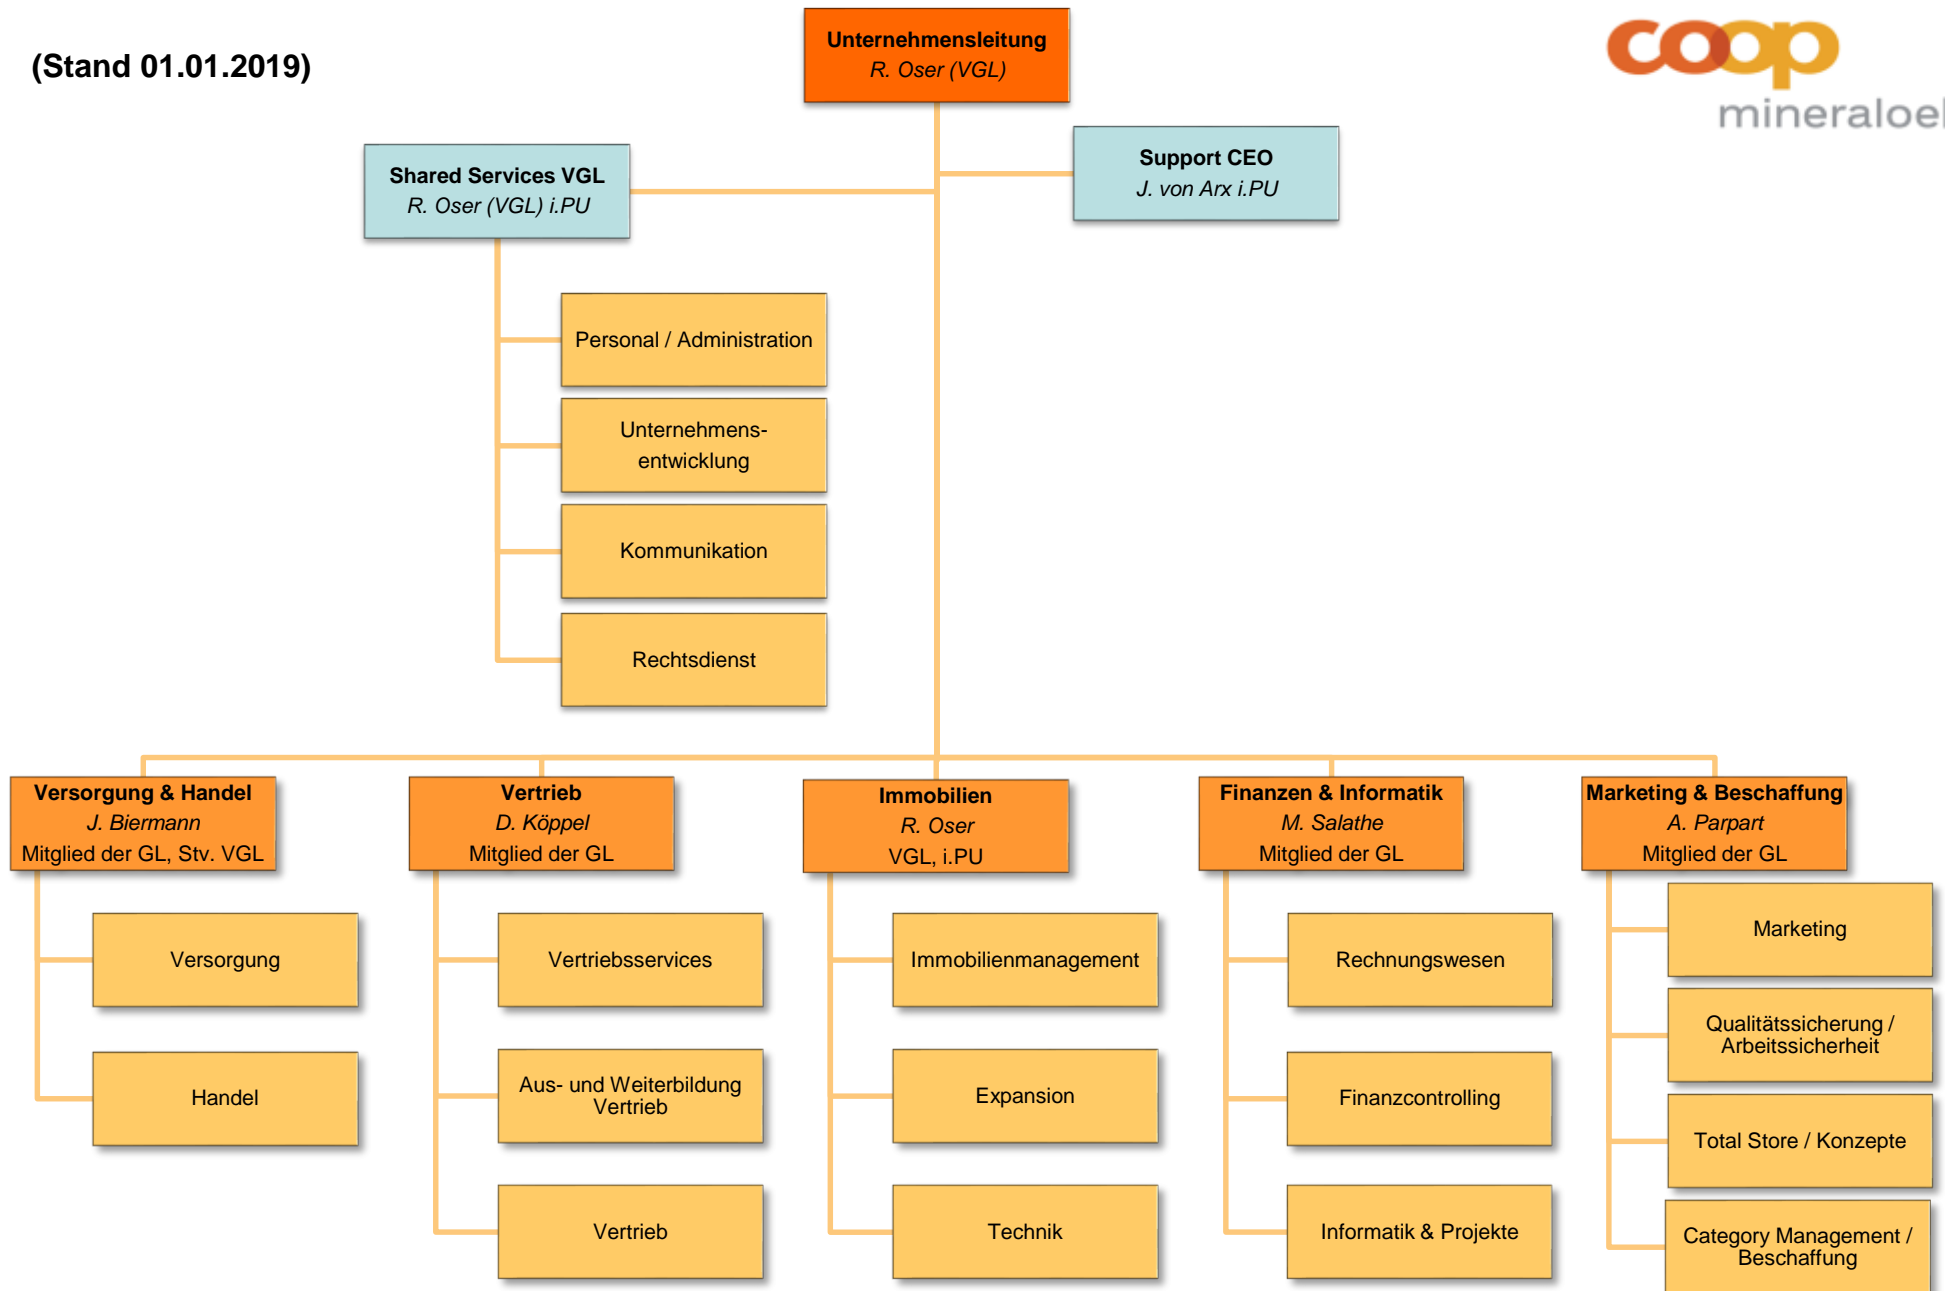 (Stand 01.01.2019)
Unternehmensleitung
R. Oser (VGL)
coop
mineraloel
Support CEO
J. von Arx i.PU
Shared Services VGL
R. Oser (VGL) i.PU
Personal / Administration
Unternehmens-
entwicklung
Kommunikation
Rechtsdienst
Versorgung & Handel
J. Biermann
Mitglied der GL, Stv. VGL
Versorgung
Handel
Vertrieb
D. Köppel
Mitglied der GL
Vertriebsservices
Aus- und Weiterbildung
Vertrieb
Vertrieb
Immobilien
R. Oser
VGL, i.PU
Immobilienmanagement
Expansion
Technik
Finanzen & Informatik
M. Salathe
Mitglied der GL
Rechnungswesen
Finanzcontrolling
Informatik & Projekte
Marketing & Beschaffung
A. Parpart
Mitglied der GL
Marketing
Qualitätssicherung /
Arbeitssicherheit
Total Store / Konzepte
Category Management /
Beschaffung